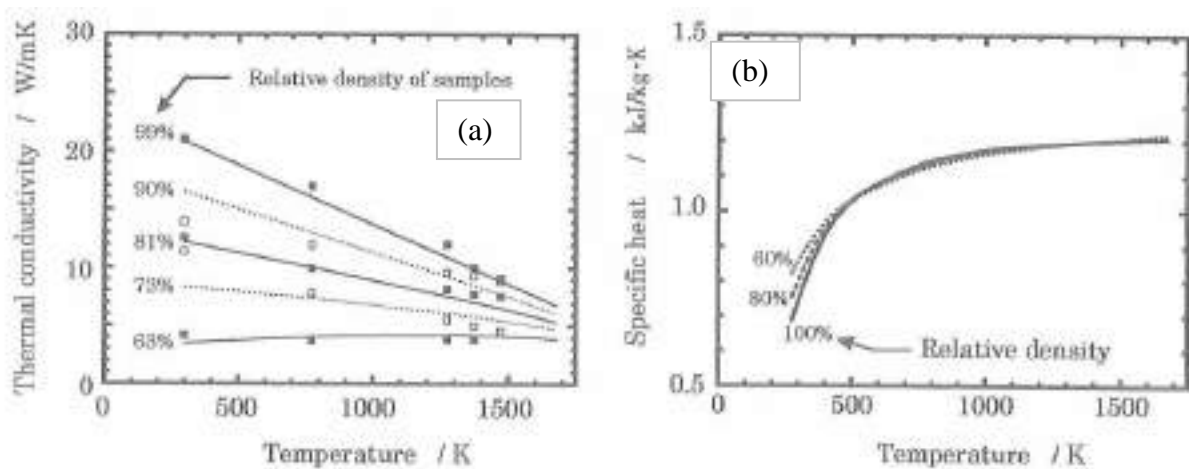 Thermal conductivity / W/mK
30
20
10
0
Relative density of samples
(a)
99%
90%
81%
73%
63%
0 500 1000 1500
Temperature / K
Specific heat / kJ/kg·K
1.5
1.0
0.5
(b)
60%
80%
100%
Relative density
0 500 1000 1500
Temperature / K